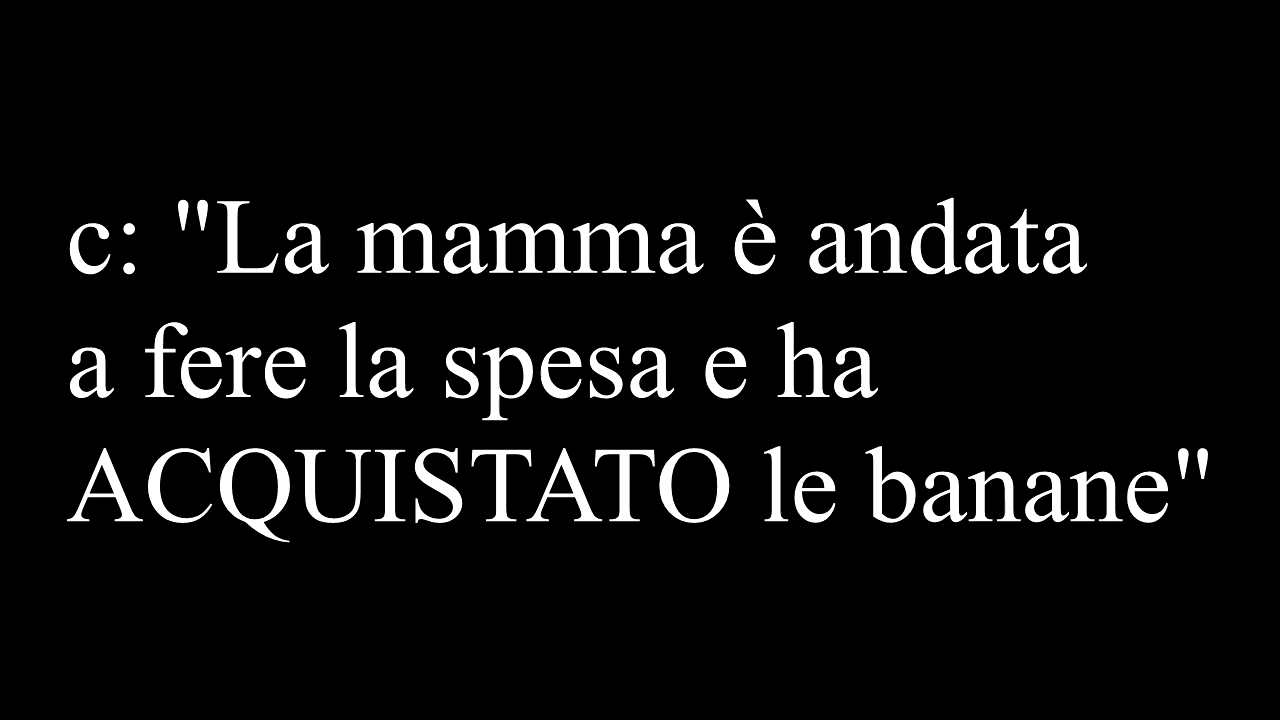 c: "La mamma è andata
a fere la spesa e ha
ACQUISTATO le banane"